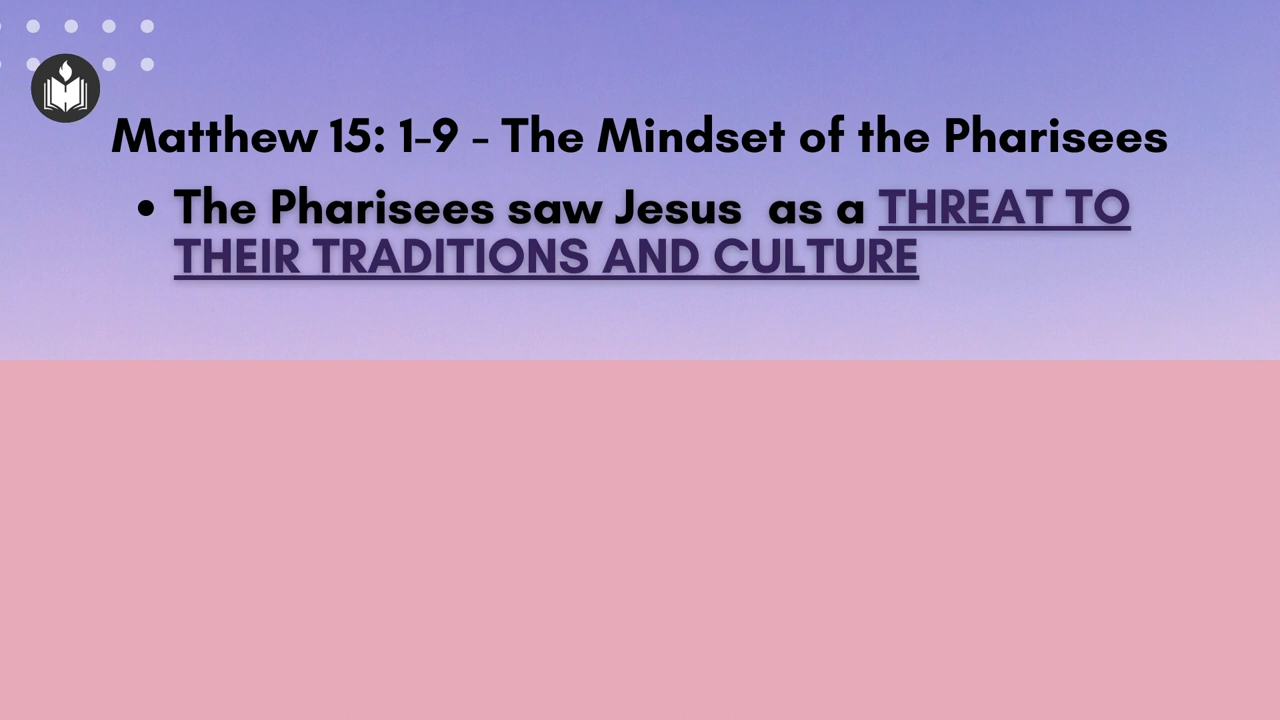 Matthew 15: 1-9 - The Mindset of the Pharisees
• The Pharisees saw Jesus  as a THREAT TO
THEIR TRADITIONS AND CULTURE